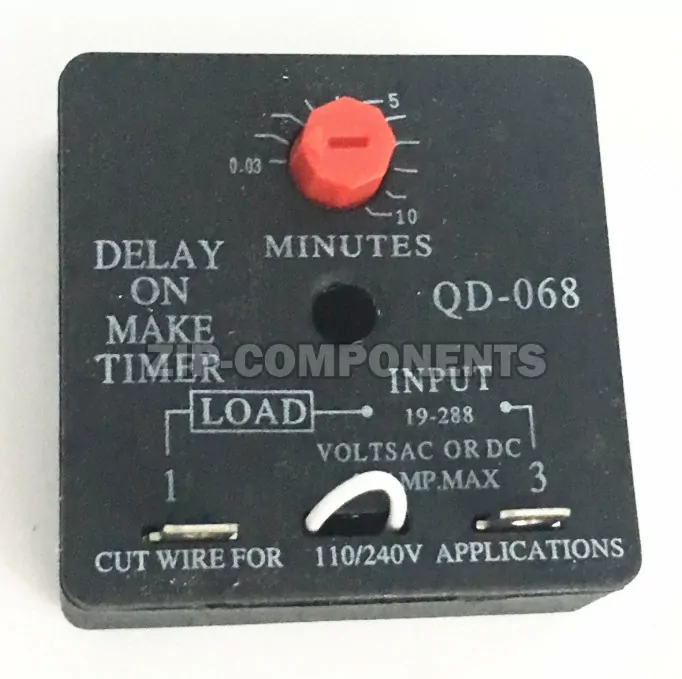 5
0.03
10
MINUTES
DELAY
ON
MAKE
TIMER
QD-068
ZIP-COMPONENTS
LOAD
INPUT
19-288
VOLTSAC OR DC
MP.MAX
1
3
CUT WIRE FOR 110/240V APPLICATIONS